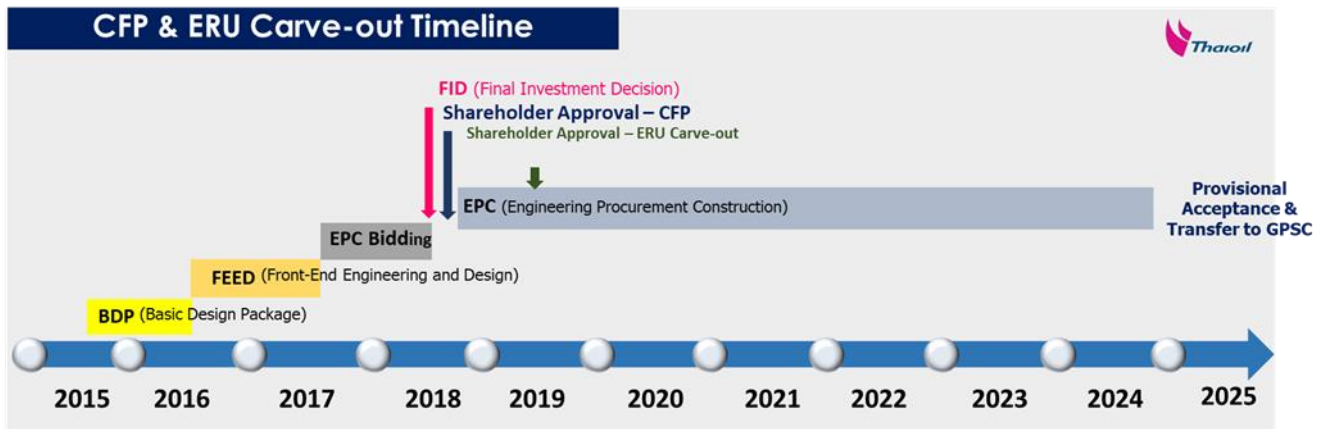 CFP & ERU Carve-out Timeline
Thaioil
FID (Final Investment Decision)
Shareholder Approval – CFP
Shareholder Approval – ERU Carve-out
EPC (Engineering Procurement Construction)
Provisional
Acceptance &
Transfer to GPSC
EPC Bidding
FEED (Front-End Engineering and Design)
BDP (Basic Design Package)
2015 2016 2017 2018 2019 2020 2021 2022 2023 2024 2025